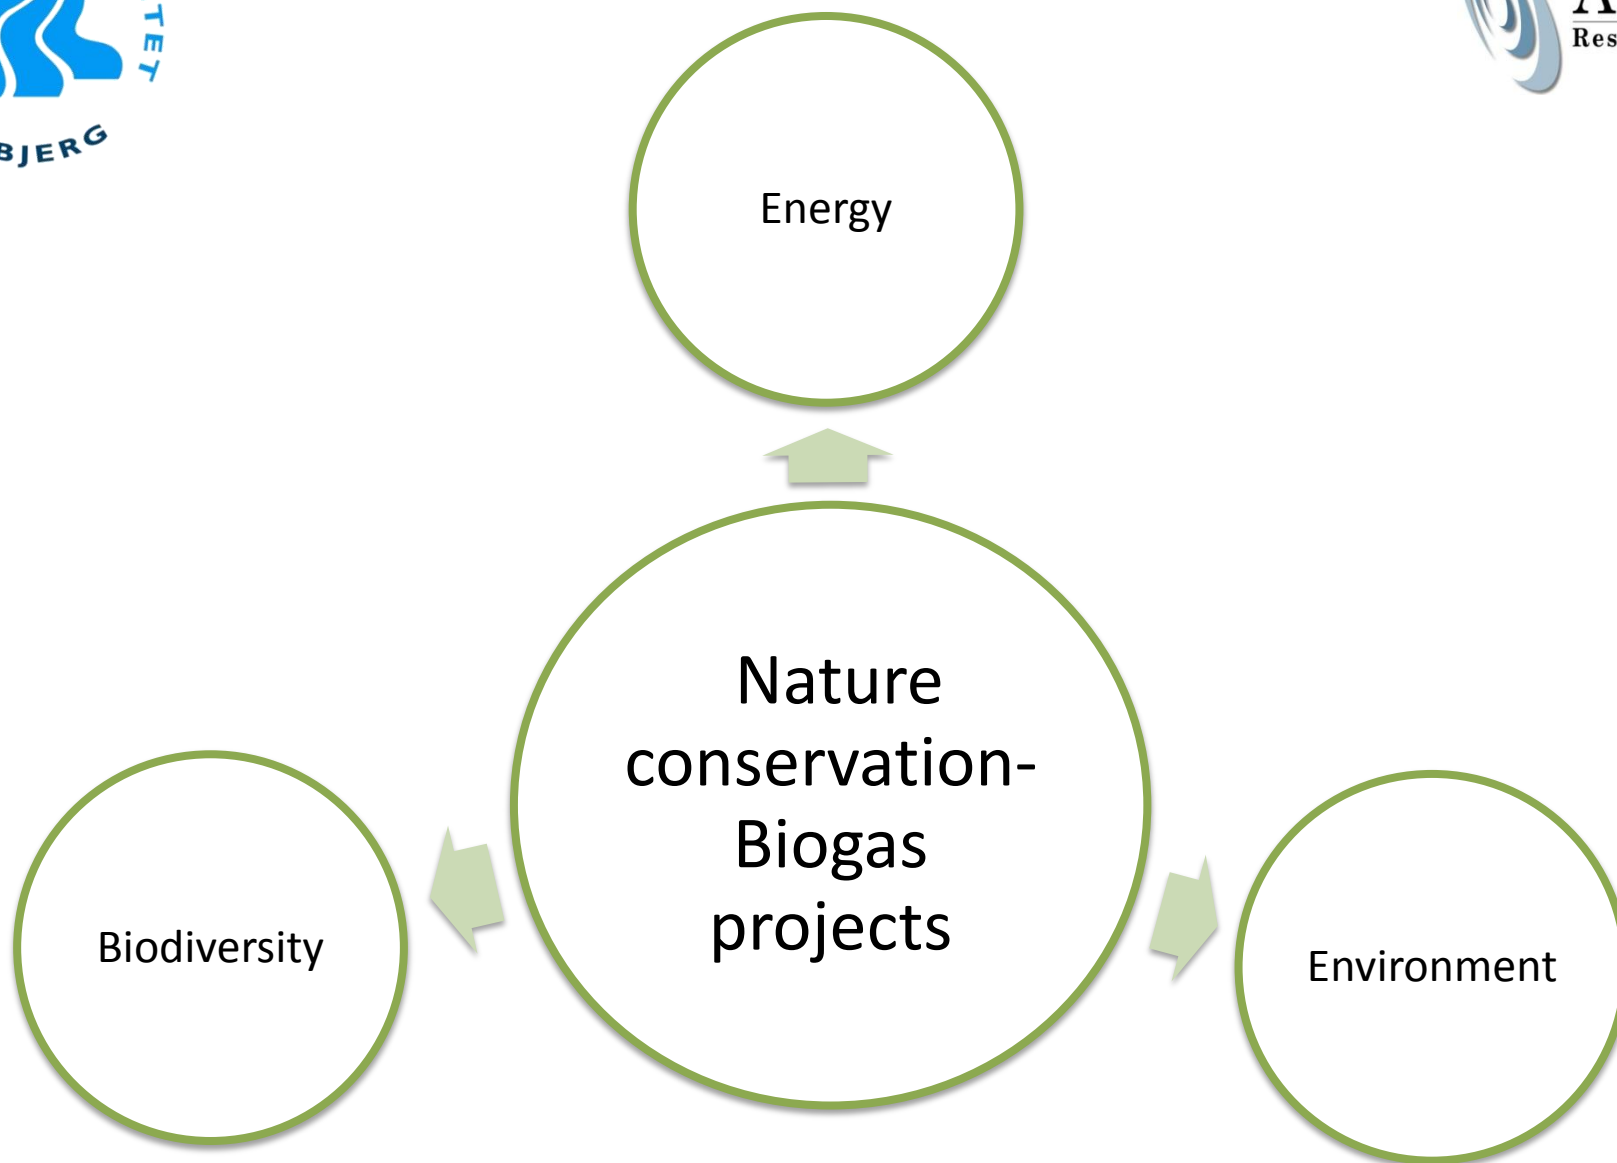 Energy
Nature
conservation-
Biogas
projects
Biodiversity
Environment